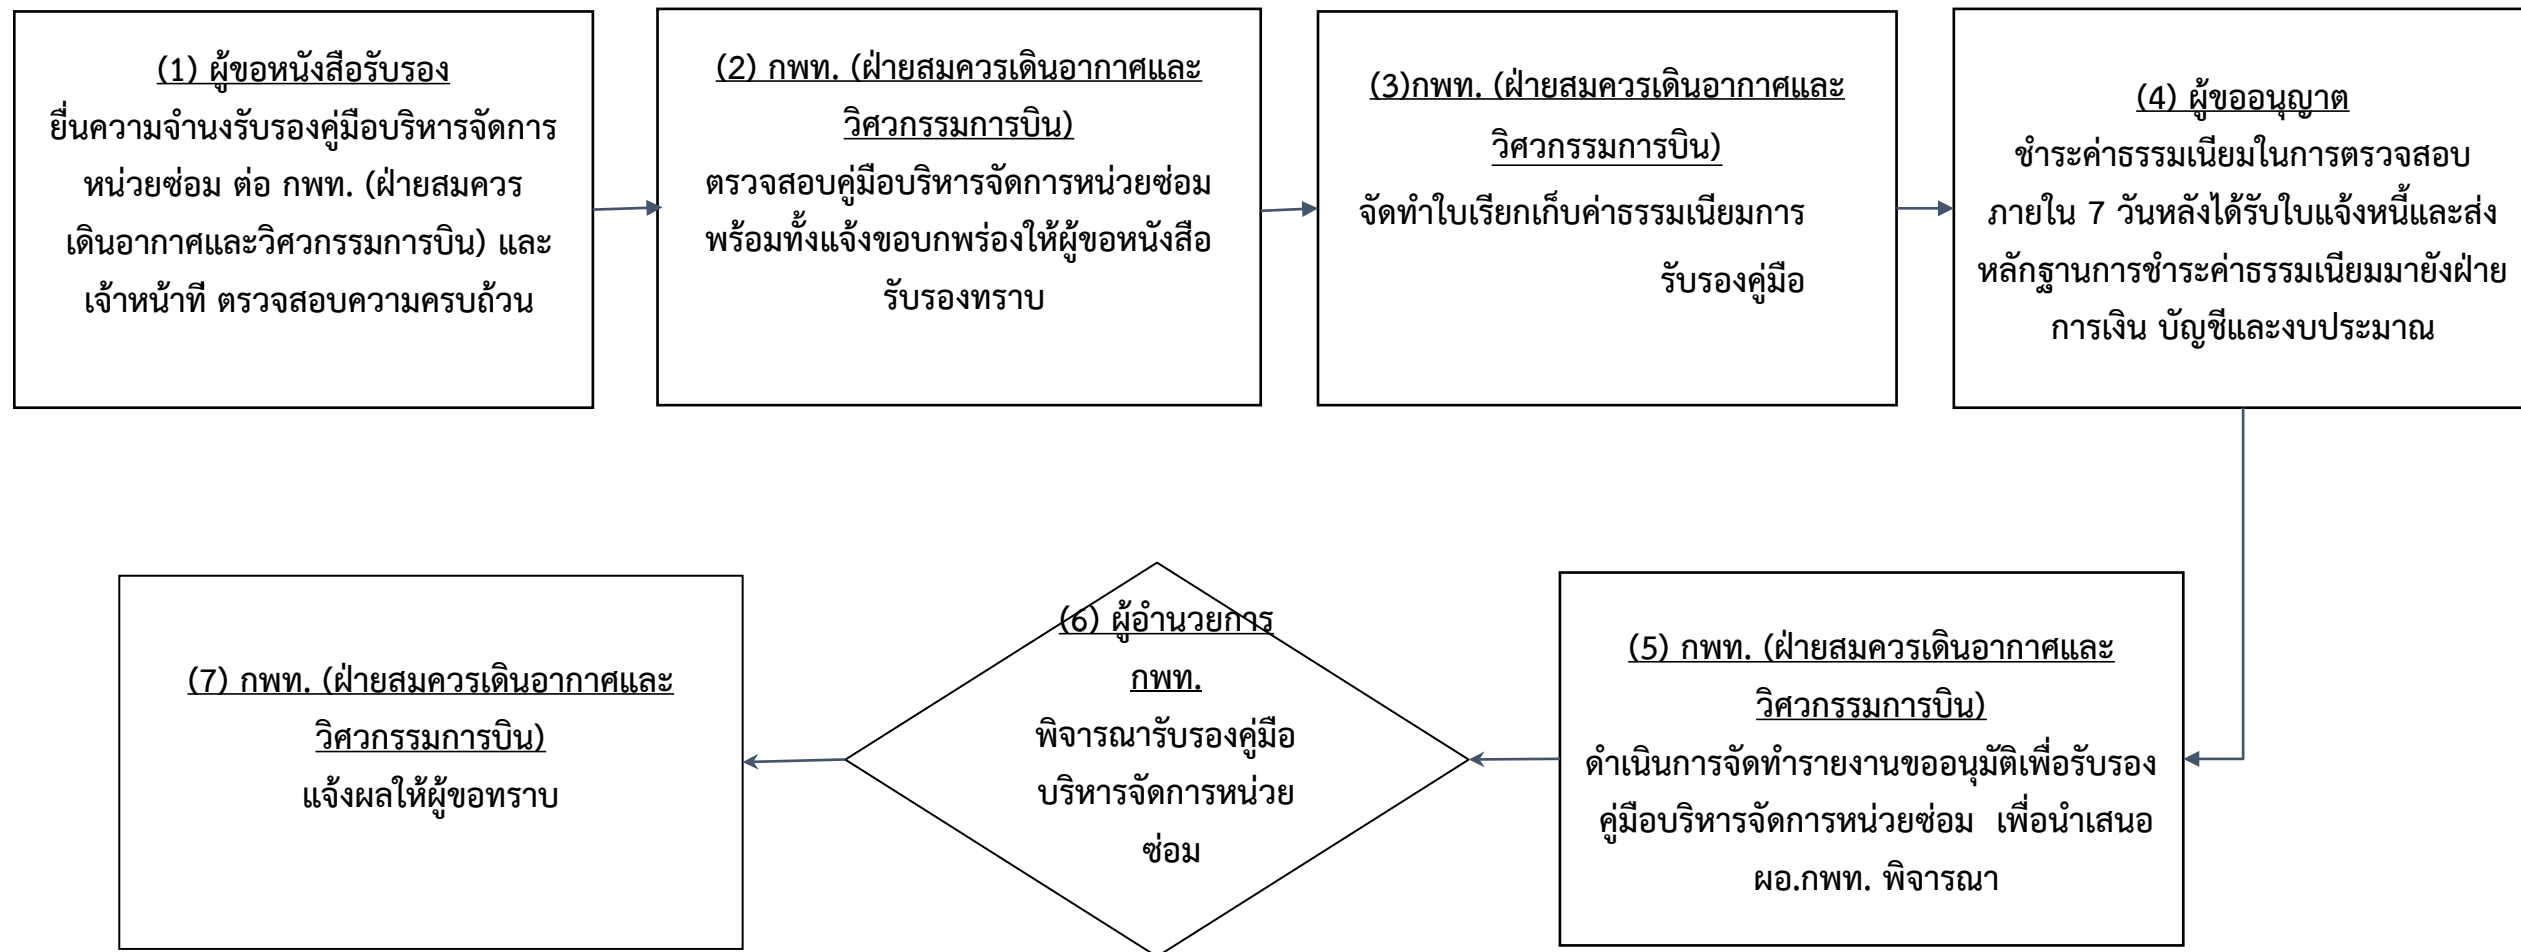 (1) ผู้ขอหนังสือรับรอง
ยื่นความจำนงรับรองคู่มือบริหารจัดการ
หน่วยซ่อม ต่อ กพท. (ฝ่ายสมควร
เดินอากาศและวิศวกรรมการบิน) และ
เจ้าหน้าที ตรวจสอบความครบถ้วน
(2) กพท. (ฝ่ายสมควรเดินอากาศและ
วิศวกรรมการบิน)
ตรวจสอบคู่มือบริหารจัดการหน่วยซ่อม
พร้อมทั้งแจ้งขอบกพร่องให้ผู้ขอหนังสือ
รับรองทราบ
(3)กพท. (ฝ่ายสมควรเดินอากาศและ
วิศวกรรมการบิน)
จัดทำใบเรียกเก็บค่าธรรมเนียมการ
รับรองคู่มือ
(4) ผู้ขออนุญาต
ชำระค่าธรรมเนียมในการตรวจสอบ
ภายใน 7 วันหลังได้รับใบแจ้งหนี้และส่ง
หลักฐานการชำระค่าธรรมเนียมมายังฝ่าย
การเงิน บัญชีและงบประมาณ
(5) กพท. (ฝ่ายสมควรเดินอากาศและ
วิศวกรรมการบิน)
ดำเนินการจัดทำรายงานขออนุมัติเพื่อรับรอง
คู่มือบริหารจัดการหน่วยซ่อม เพื่อนำเสนอ
ผอ.กพท. พิจารณา
(6) ผู้อำนวยการ
กพท.
พิจารณารับรองคู่มือ
บริหารจัดการหน่วย
ซ่อม
(7) กพท. (ฝ่ายสมควรเดินอากาศและ
วิศวกรรมการบิน)
แจ้งผลให้ผู้ขอทราบ